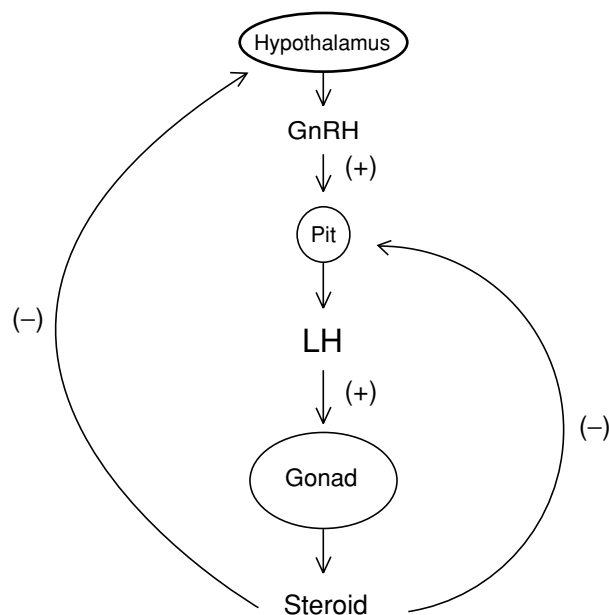 Hypothalamus
GnRH
(+)
Pit
(−)
LH
(+)
(−)
Gonad
Steroid